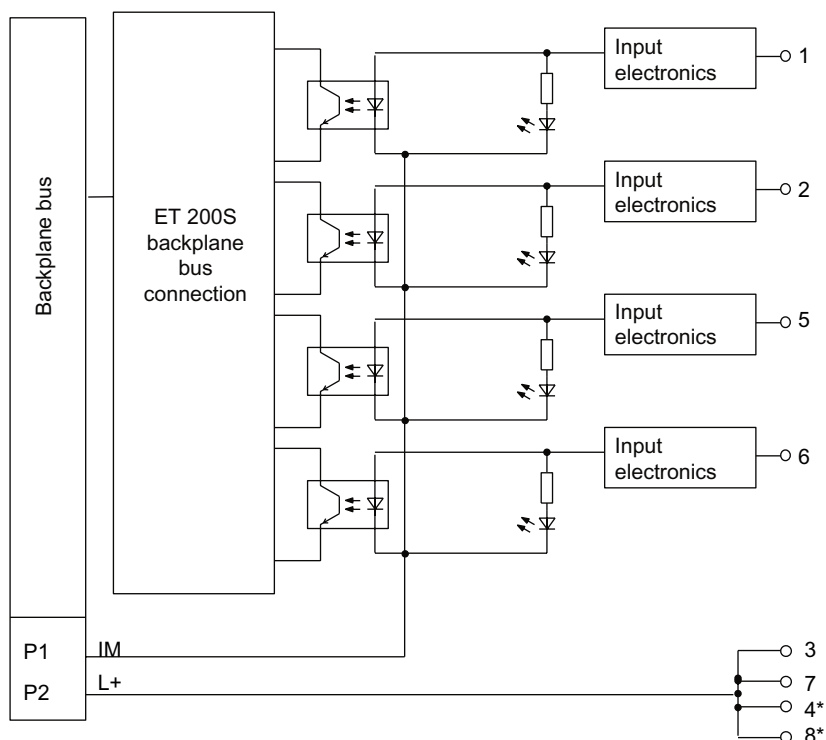 Input
electronics
1
Input
electronics
2
Backplane bus
ET 200S
backplane
bus
connection
Input
electronics
5
Input
electronics
6
P1
IM
3
P2
L+
7
4*
8*